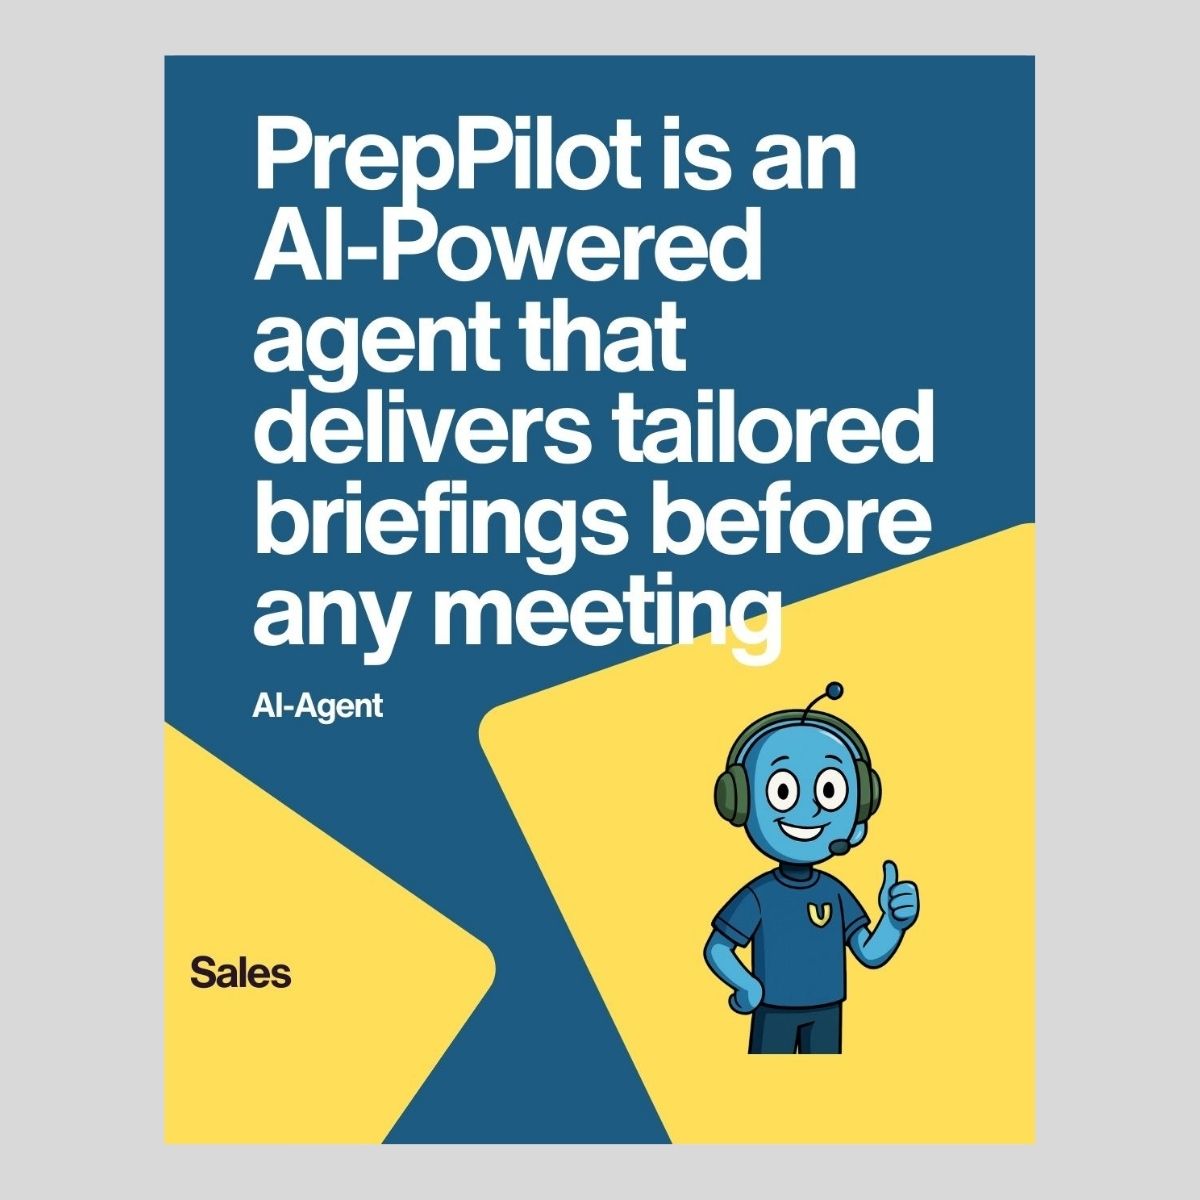 PrepPilot is an
AI-Powered
agent that
delivers tailored
briefings before
any meeting
AI-Agent
Sales